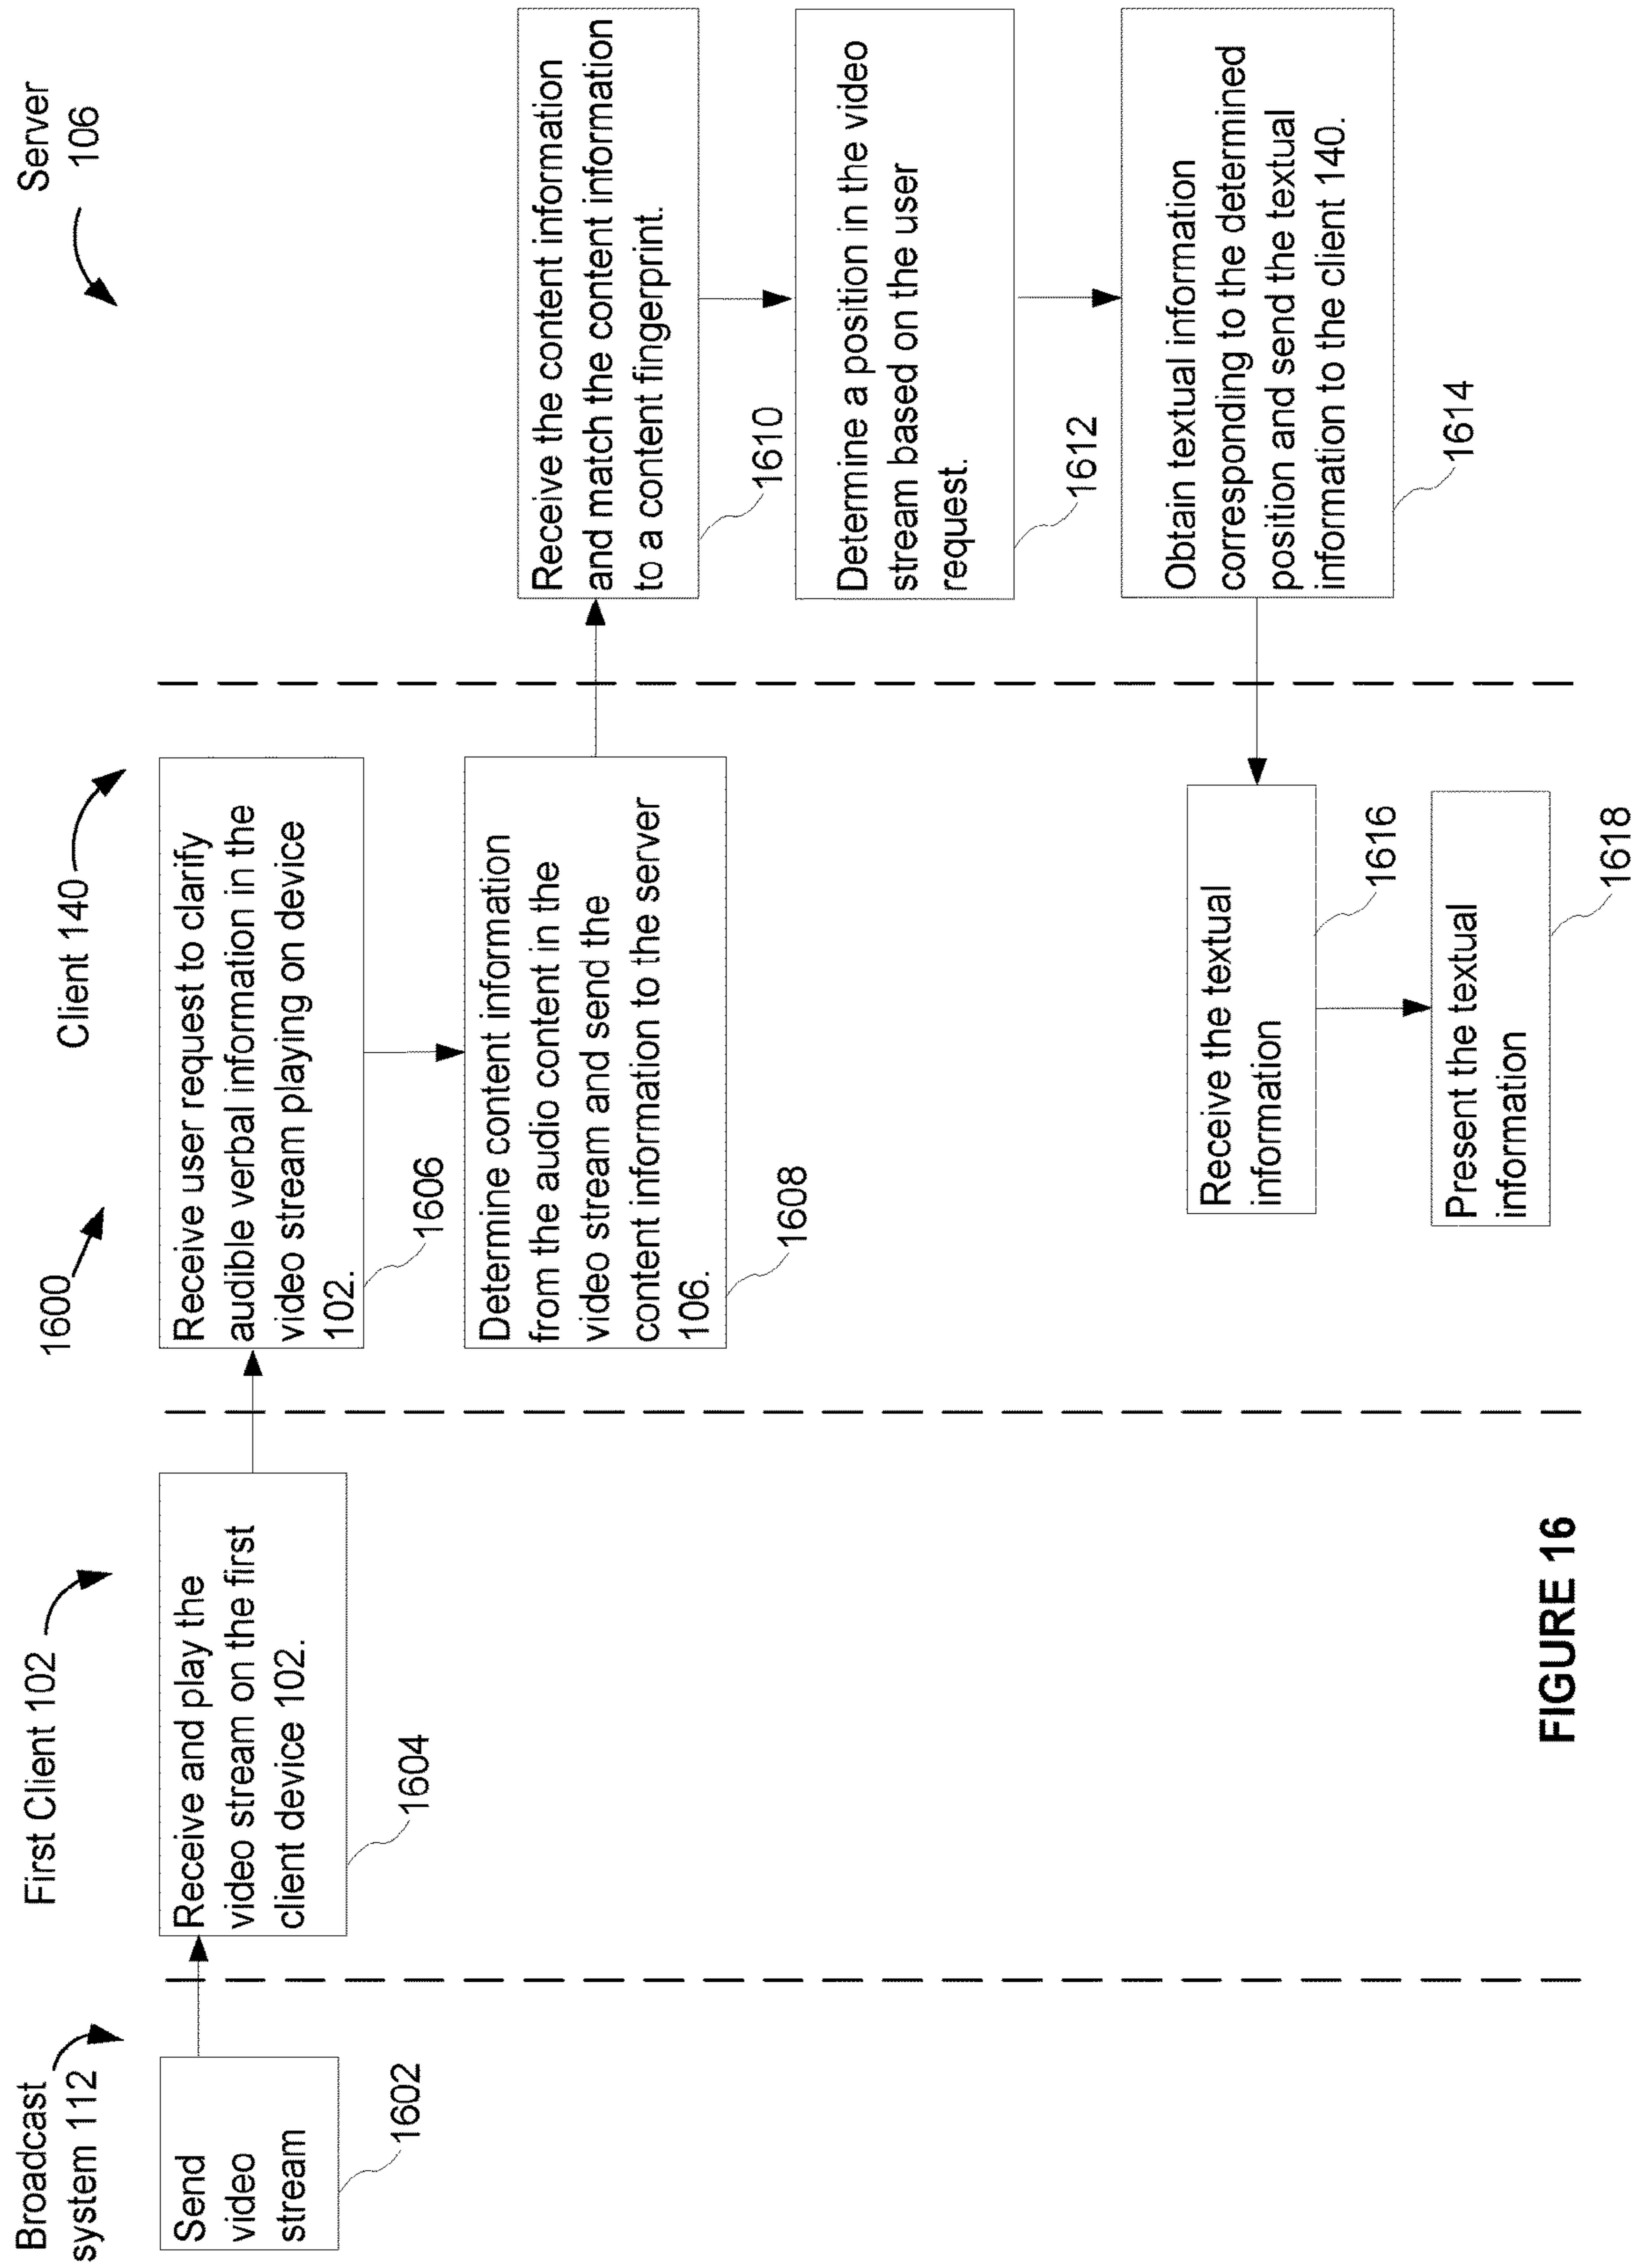 Broadcast
system 112
First Client 102
1600
Client 140
Server
106
Send
video
stream
1602
Receive and play the
video stream on the first
client device 102.
1604
Receive user request to clarify
audible verbal information in the
video stream playing on device
102.
1606
Determine content information
from the audio content in the
video stream and send the
content information to the server
106.
1608
Receive the content information
and match the content information
to a content fingerprint.
1610
Determine a position in the video
stream based on the user
request.
1612
Obtain textual information
corresponding to the determined
position and send the textual
information to the client 140.
1614
Receive the textual
information
1616
Present the textual
information
1618
FIGURE 16